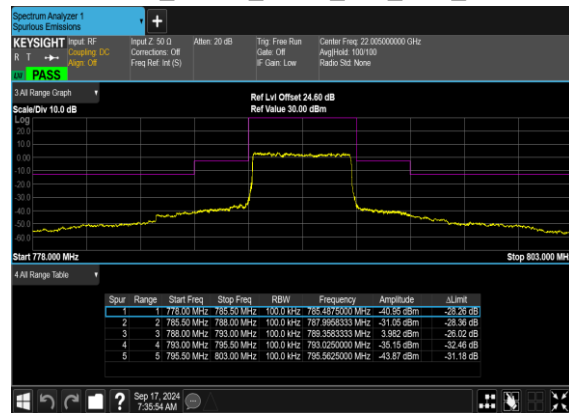 Spectrum Analyzer 1
Spurious Emissions
KEYSIGHT Input: RF Input Z: 50 Ω Atten: 20 dB Trig: Free Run Center Freq: 22.005000000 GHz
R T Coupling: DC Corrections: Off Gate: Off Avg|Hold: 100/100
Align: Off Freq Ref: Int (S) IF Gain: Low Radio Std: None
LW PASS
3 All Range Graph
Ref Lvl Offset 24.60 dB
Scale/Div 10.0 dB Ref Value 30.00 dBm
Log
20.0
10.0
0.00
-10.0
-20.0
-30.0
-40.0
-50.0
-60.0
Start 778.000 MHz Stop 803.000 MH
4 All Range Table
Spur Range Start Freq Stop Freq RBW Frequency Amplitude ΔLimit
1 1 778.00 MHz 785.50 MHz 100.0 kHz 785.4875000 MHz -40.95 dBm -28.26 dB
2 2 785.50 MHz 788.00 MHz 100.0 kHz 787.9958333 MHz -31.05 dBm -28.36 dB
3 3 788.00 MHz 793.00 MHz 100.0 kHz 789.3583333 MHz 3.982 dBm -26.02 dB
4 4 793.00 MHz 795.50 MHz 100.0 kHz 793.0250000 MHz -35.15 dBm -32.46 dB
5 5 795.50 MHz 803.00 MHz 100.0 kHz 795.5625000 MHz -43.87 dBm -31.18 dB
? Sep 17, 2024
7:35:54 AM